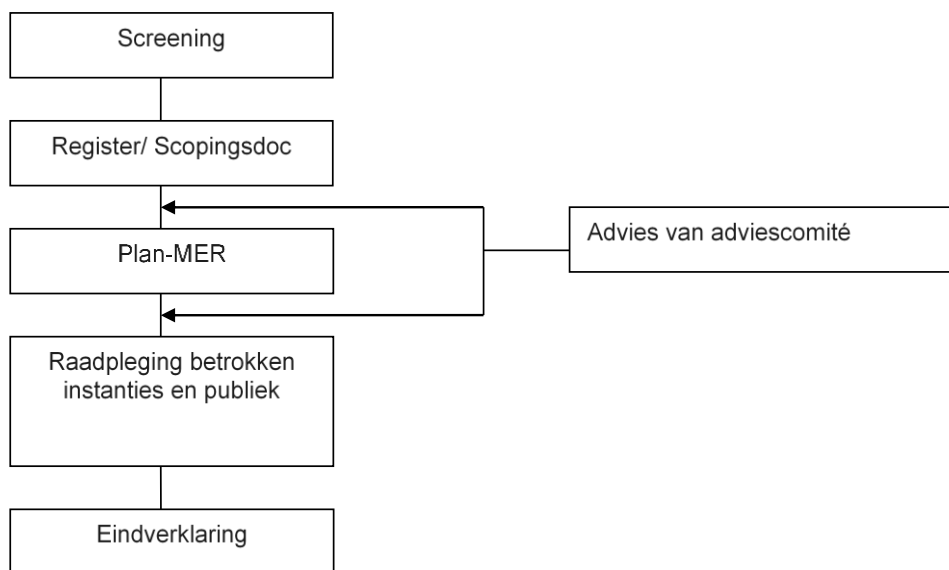 Screening
Register/ Scopingsdoc
Advies van adviescomité
Plan-MER
Raadpleging betrokken
instanties en publiek
Eindverklaring